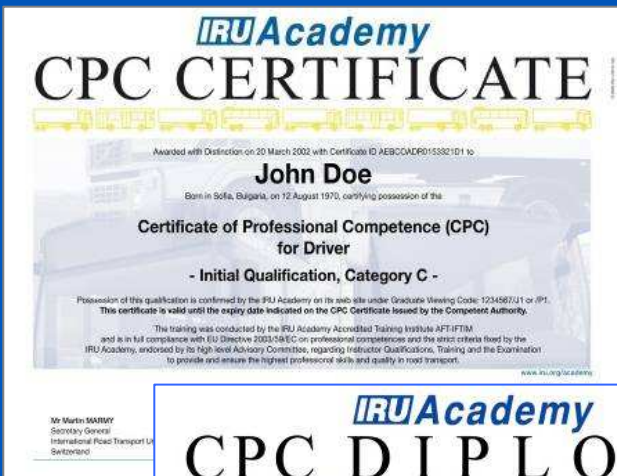 IRU Academy
CPC CERTIFICATE
Awarded with Distinction on 20 March 2002 with Certificate ID AEBCOADR0153321D1 to
John Doe
Born in Sofia, Bulgaria, on 12 August 1970, certifying possession of the
Certificate of Professional Competence (CPC)
for Driver
- Initial Qualification, Category C -
Possession of this qualification is confirmed by the IRU Academy on its web site under Graduate Viewing Code: 1234567/J1 or /P1.
This certificate is valid until the expiry date indicated on the CPC Certificate issued by the Competent Authority.
The training was conducted by the IRU Academy Accredited Training Institute AFT-IFTIM
and is in full compliance with EU Directive 2003/59/EC on professional competences and the strict criteria fixed by the
IRU Academy, endorsed by its high level Advisory Committee, regarding Instructor Qualifications, Training and the Examination
to provide and ensure the highest professional skills and quality in road transport.
www.iru.org/academy
Mr Martin MARMY
Secretary General
International Road Transport Un
Switzerland
IRU Academy
CPC DIPLO